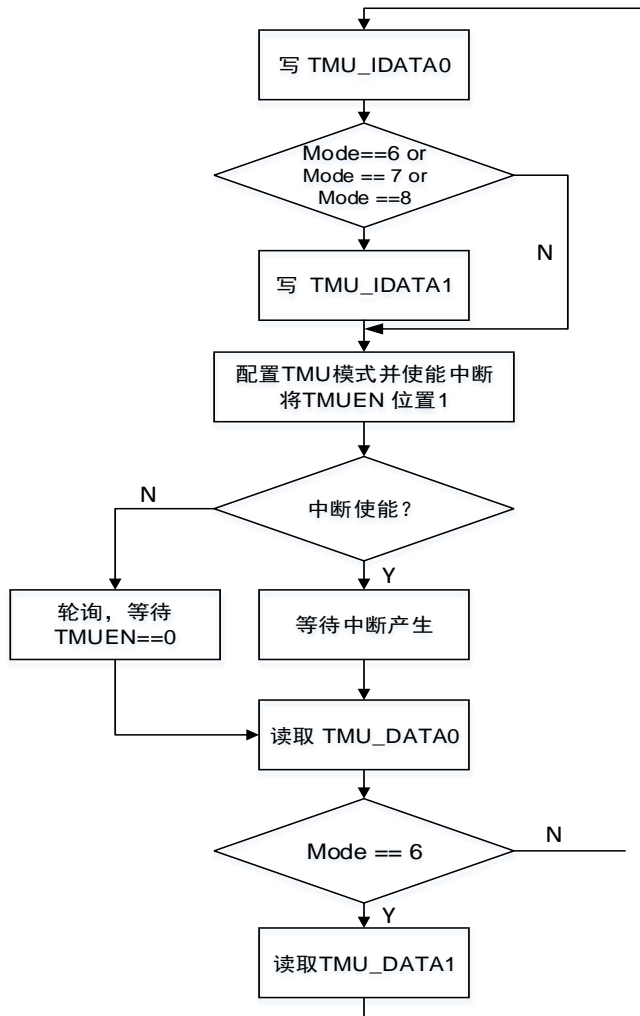 写 TMU_IDATA0
Mode==6 or
Mode == 7 or
Mode ==8
N
写 TMU_IDATA1
配置TMU模式并使能中断
将TMUEN 位置1
N
中断使能?
Y
轮询，等待
TMUEN==0
等待中断产生
读取 TMU_DATA0
Mode == 6
N
Y
读取TMU_DATA1